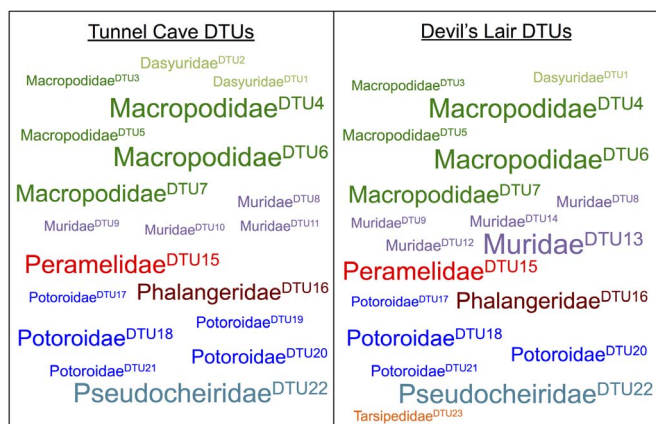 Tunnel Cave DTUs
Dasyuridae^DTU2
Macropodidae^DTU3
Dasyuridae^DTU1
Macropodidae^DTU4
Macropodidae^DTU5
Macropodidae^DTU6
Macropodidae^DTU7
Muridae^DTU8
Muridae^DTU9
Muridae^DTU10
Muridae^DTU11
Peramelidae^DTU15
Phalangeridae^DTU16
Potoroidae^DTU17
Potoroidae^DTU18
Potoroidae^DTU19
Potoroidae^DTU20
Potoroidae^DTU21
Pseudocheiridae^DTU22
Devil's Lair DTUs
Macropodidae^DTU3
Dasyuridae^DTU1
Macropodidae^DTU4
Macropodidae^DTU5
Macropodidae^DTU6
Macropodidae^DTU7
Muridae^DTU8
Muridae^DTU9
Muridae^DTU14
Muridae^DTU12
Muridae^DTU13
Peramelidae^DTU15
Potoroidae^DTU17
Phalangeridae^DTU16
Potoroidae^DTU18
Potoroidae^DTU20
Potoroidae^DTU21
Pseudocheiridae^DTU22
Tarsipedidae^DTU23